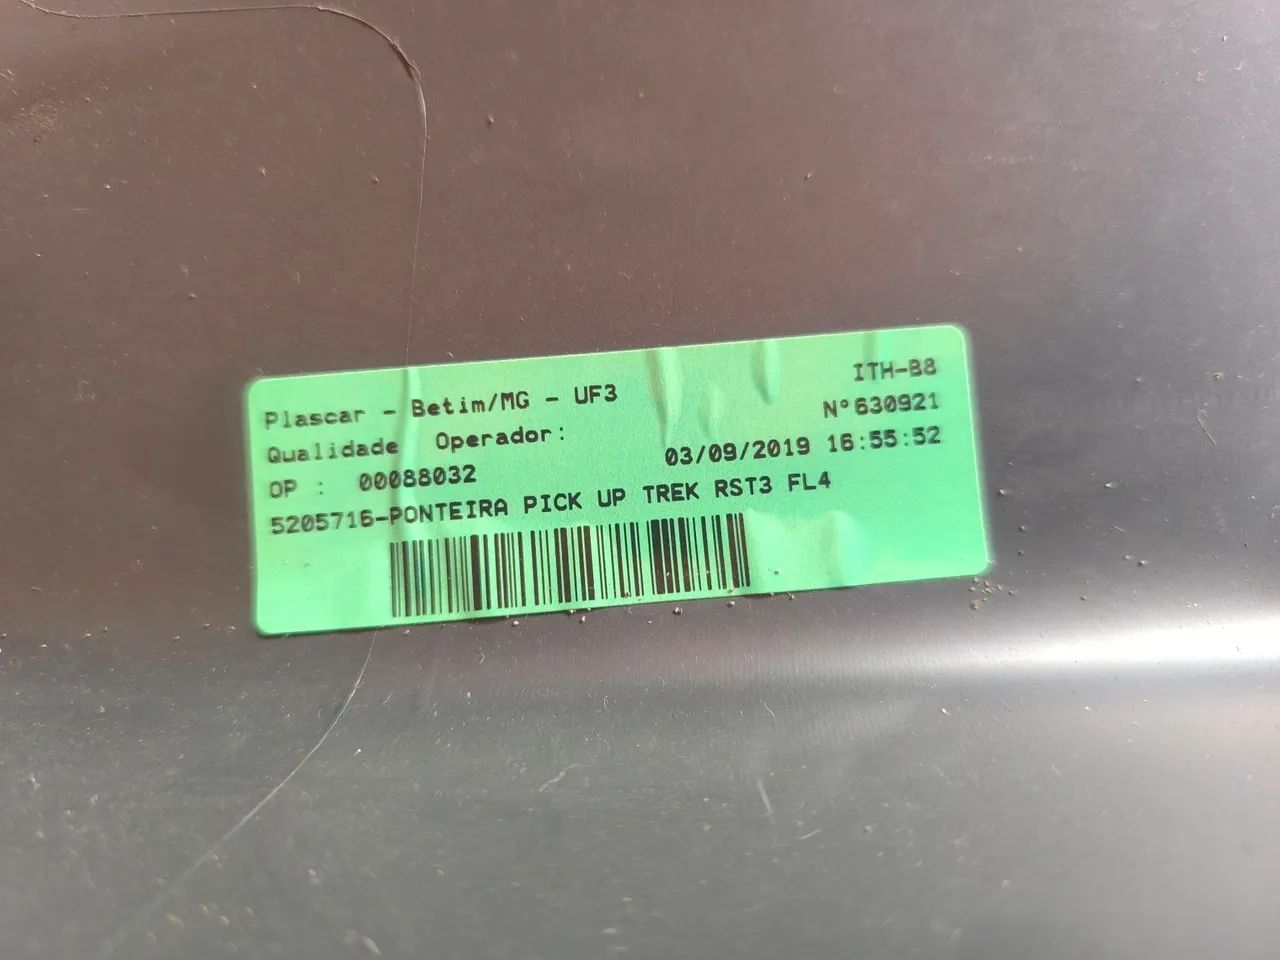 Plascar - Betim/MG - UF3 ITH-B8
N°630921
Qualidade Operador:
OP : 00088032 03/09/2019 16:55:52
5205716-PONTEIRA PICK UP TREK RST3 FL4